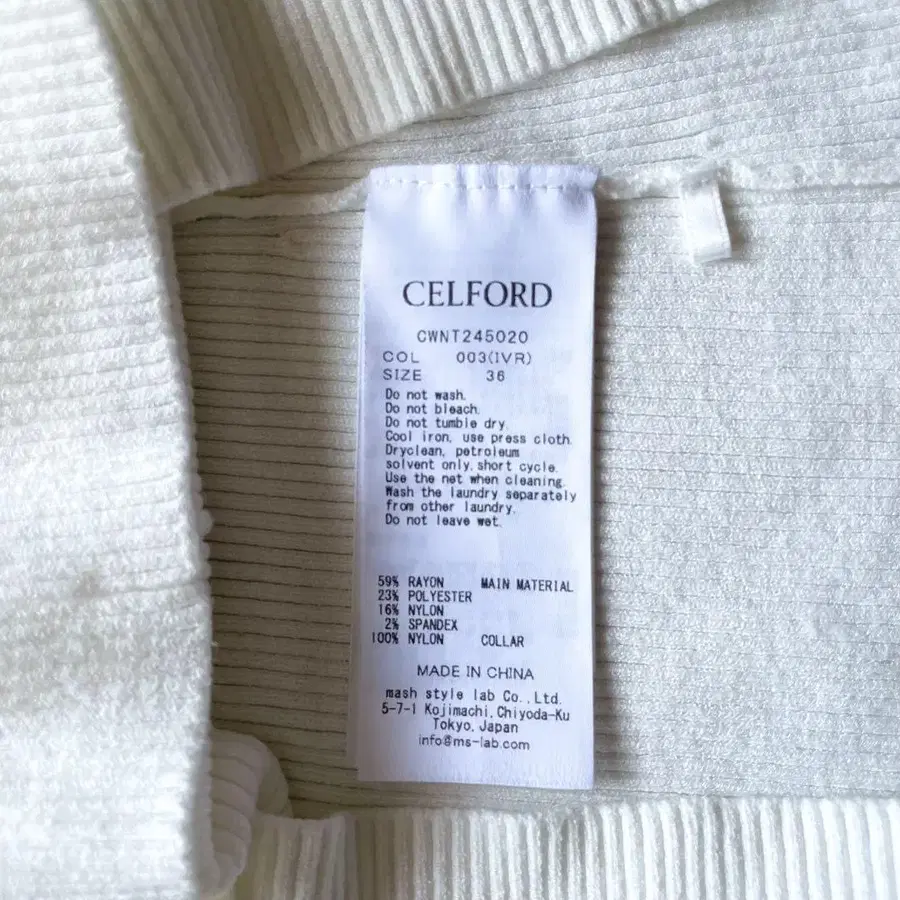 CELFORD
CWNT245020
COL 003(IVR)
SIZE 36
Do not wash.
Do not bleach.
Do not tumble dry.
Cool iron, use press cloth.
Dryclean, petroleum
solvent only, short cycle.
Use the net when cleaning.
Wash the laundry separately
from other laundry.
Do not leave wet.
59% RAYON MAIN MATERIAL
23% POLYESTER
16% NYLON
2% SPANDEX
100% NYLON COLLAR
MADE IN CHINA
mash style lab Co.,Ltd.
5-7-1 Kojimachi,Chiyoda-Ku
Tokyo,Japan
info@ms-lab.com